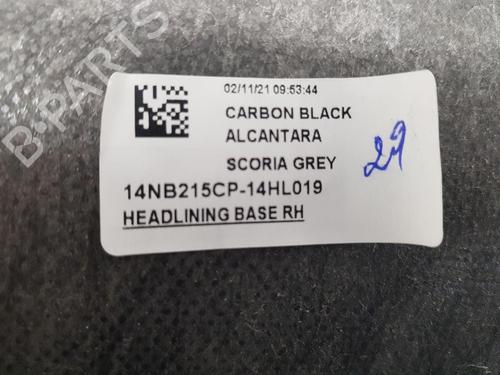 02/11/21 09:53:44
CARBON BLACK
ALCANTARA
SCORIA GREY
29
14NB215CP-14HL019
HEADLINING BASE RH
B-PARTS